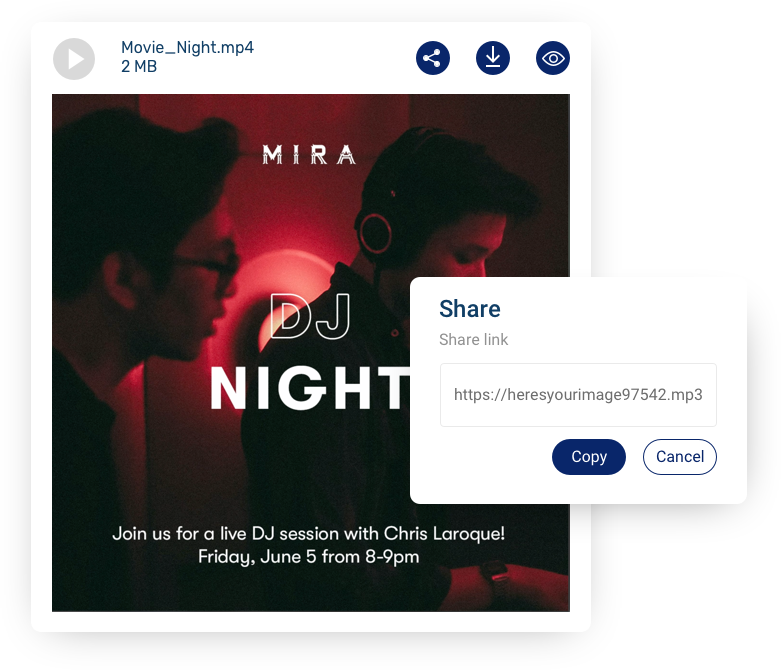 Movie_Night.mp4
2 MB
MIRA
DJ
NIGHT
Share
Share link
https://heresyourimage97542.mp3
Copy
Cancel
Join us for a live DJ session with Chris Laroque!
Friday, June 5 from 8-9pm